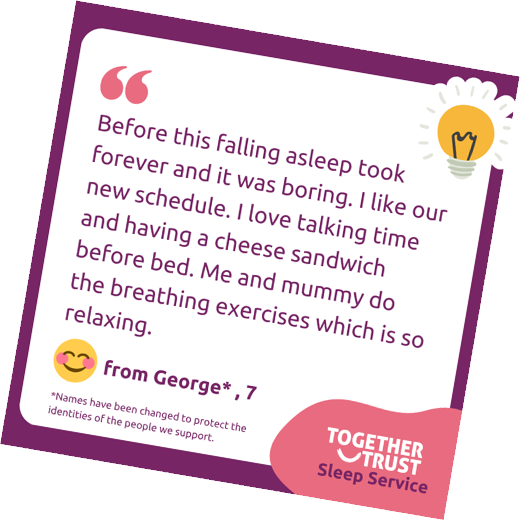 Before this falling asleep took
forever and it was boring. I like our
new schedule. I love talking time
and having a cheese sandwich
before bed. Me and mummy do
the breathing exercises which is so
relaxing.
from George* , 7
*Names have been changed to protect the
identities of the people we support.
TOGETHER
TRUST
Sleep Service